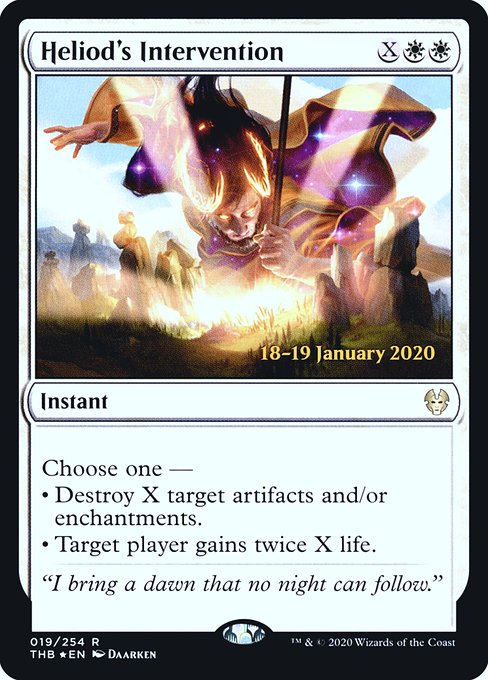 Heliod's Intervention X
18–19 January 2020
Instant
Choose one —
• Destroy X target artifacts and/or
enchantments.
• Target player gains twice X life.
“I bring a dawn that no night can follow.”
019/254 R
™ & © 2020 Wizards of the Coast
THB ★ EN Daarken